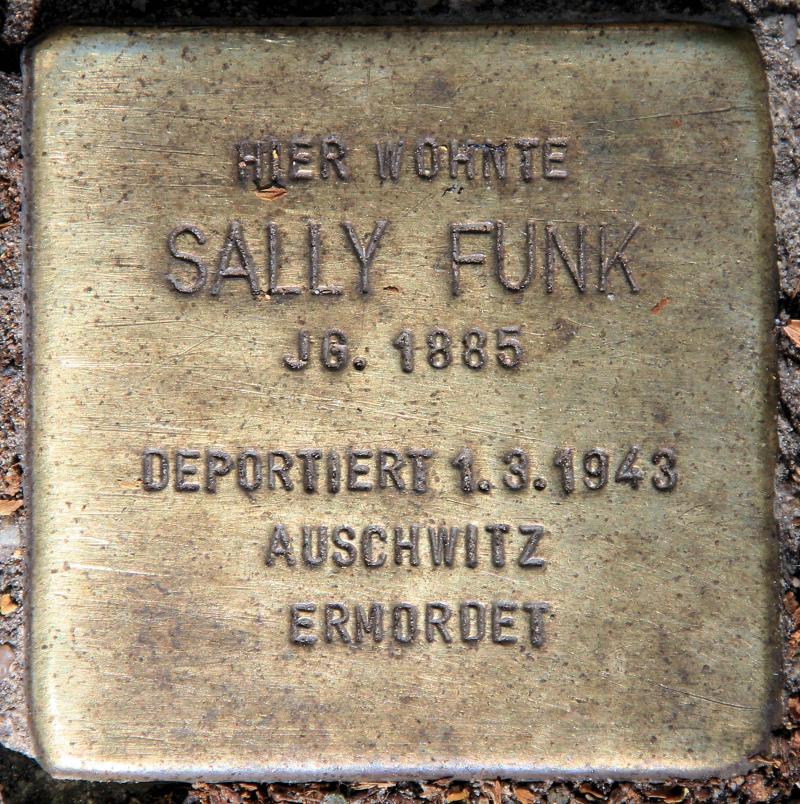 HIER WOHNTE
SALLY FUNK
JG. 1885
DEPORTIERT 1.3.1943
AUSCHWITZ
ERMORDET